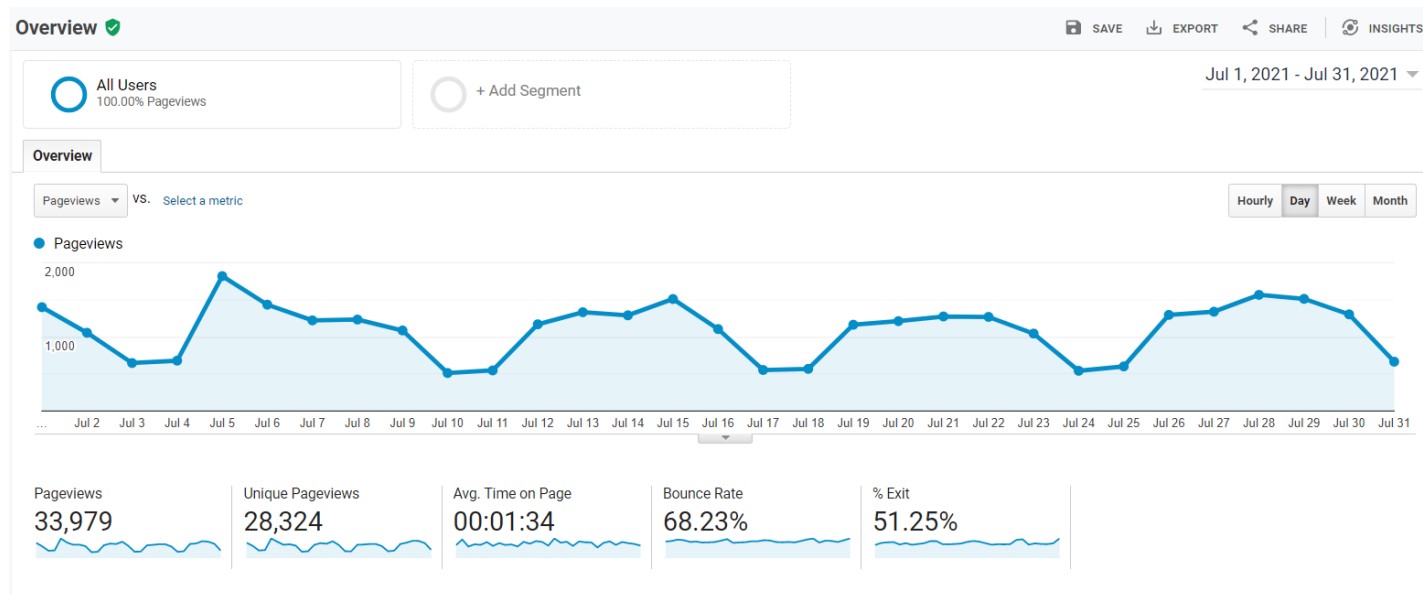 Overview
SAVE EXPORT SHARE INSIGHTS
All Users
100.00% Pageviews
+ Add Segment
Jul 1, 2021 - Jul 31, 2021
Overview
Pageviews VS. Select a metric
Hourly Day Week Month
Pageviews
2,000
1,000
... Jul 2 Jul 3 Jul 4 Jul 5 Jul 6 Jul 7 Jul 8 Jul 9 Jul 10 Jul 11 Jul 12 Jul 13 Jul 14 Jul 15 Jul 16 Jul 17 Jul 18 Jul 19 Jul 20 Jul 21 Jul 22 Jul 23 Jul 24 Jul 25 Jul 26 Jul 27 Jul 28 Jul 29 Jul 30 Jul 31
Pageviews
33,979
Unique Pageviews
28,324
Avg. Time on Page
00:01:34
Bounce Rate
68.23%
% Exit
51.25%